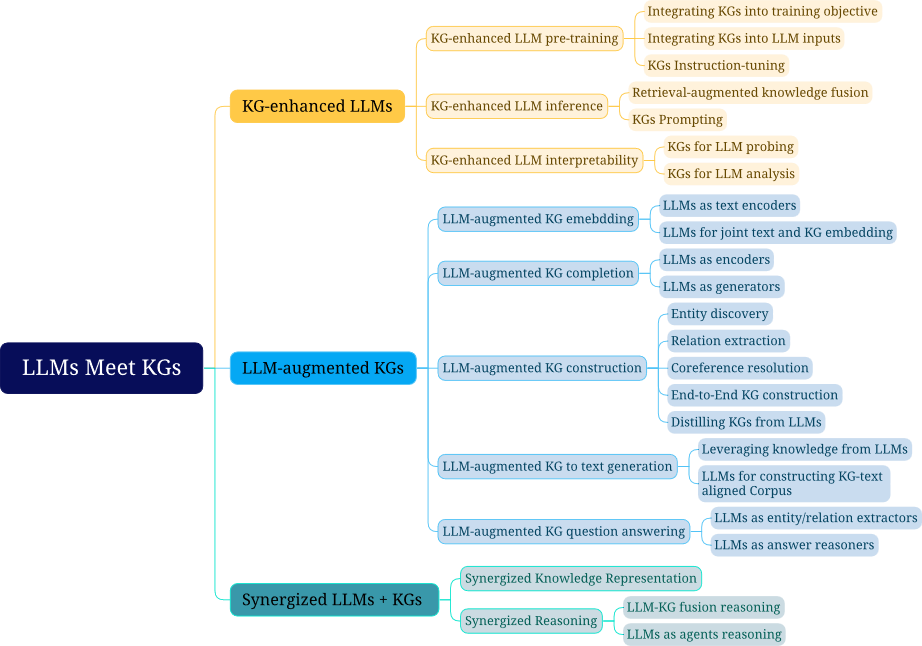 LLMs Meet KGs
KG-enhanced LLMs
KG-enhanced LLM pre-training
Integrating KGs into training objective
Integrating KGs into LLM inputs
KGs Instruction-tuning
KG-enhanced LLM inference
Retrieval-augmented knowledge fusion
KGs Prompting
KG-enhanced LLM interpretability
KGs for LLM probing
KGs for LLM analysis
LLM-augmented KGs
LLM-augmented KG emebdding
LLMs as text encoders
LLMs for joint text and KG embedding
LLM-augmented KG completion
LLMs as encoders
LLMs as generators
LLM-augmented KG construction
Entity discovery
Relation extraction
Coreference resolution
End-to-End KG construction
Distilling KGs from LLMs
LLM-augmented KG to text generation
Leveraging knowledge from LLMs
LLMs for constructing KG-text
aligned Corpus
LLM-augmented KG question answering
LLMs as entity/relation extractors
LLMs as answer reasoners
Synergized LLMs + KGs
Synergized Knowledge Representation
Synergized Reasoning
LLM-KG fusion reasoning
LLMs as agents reasoning